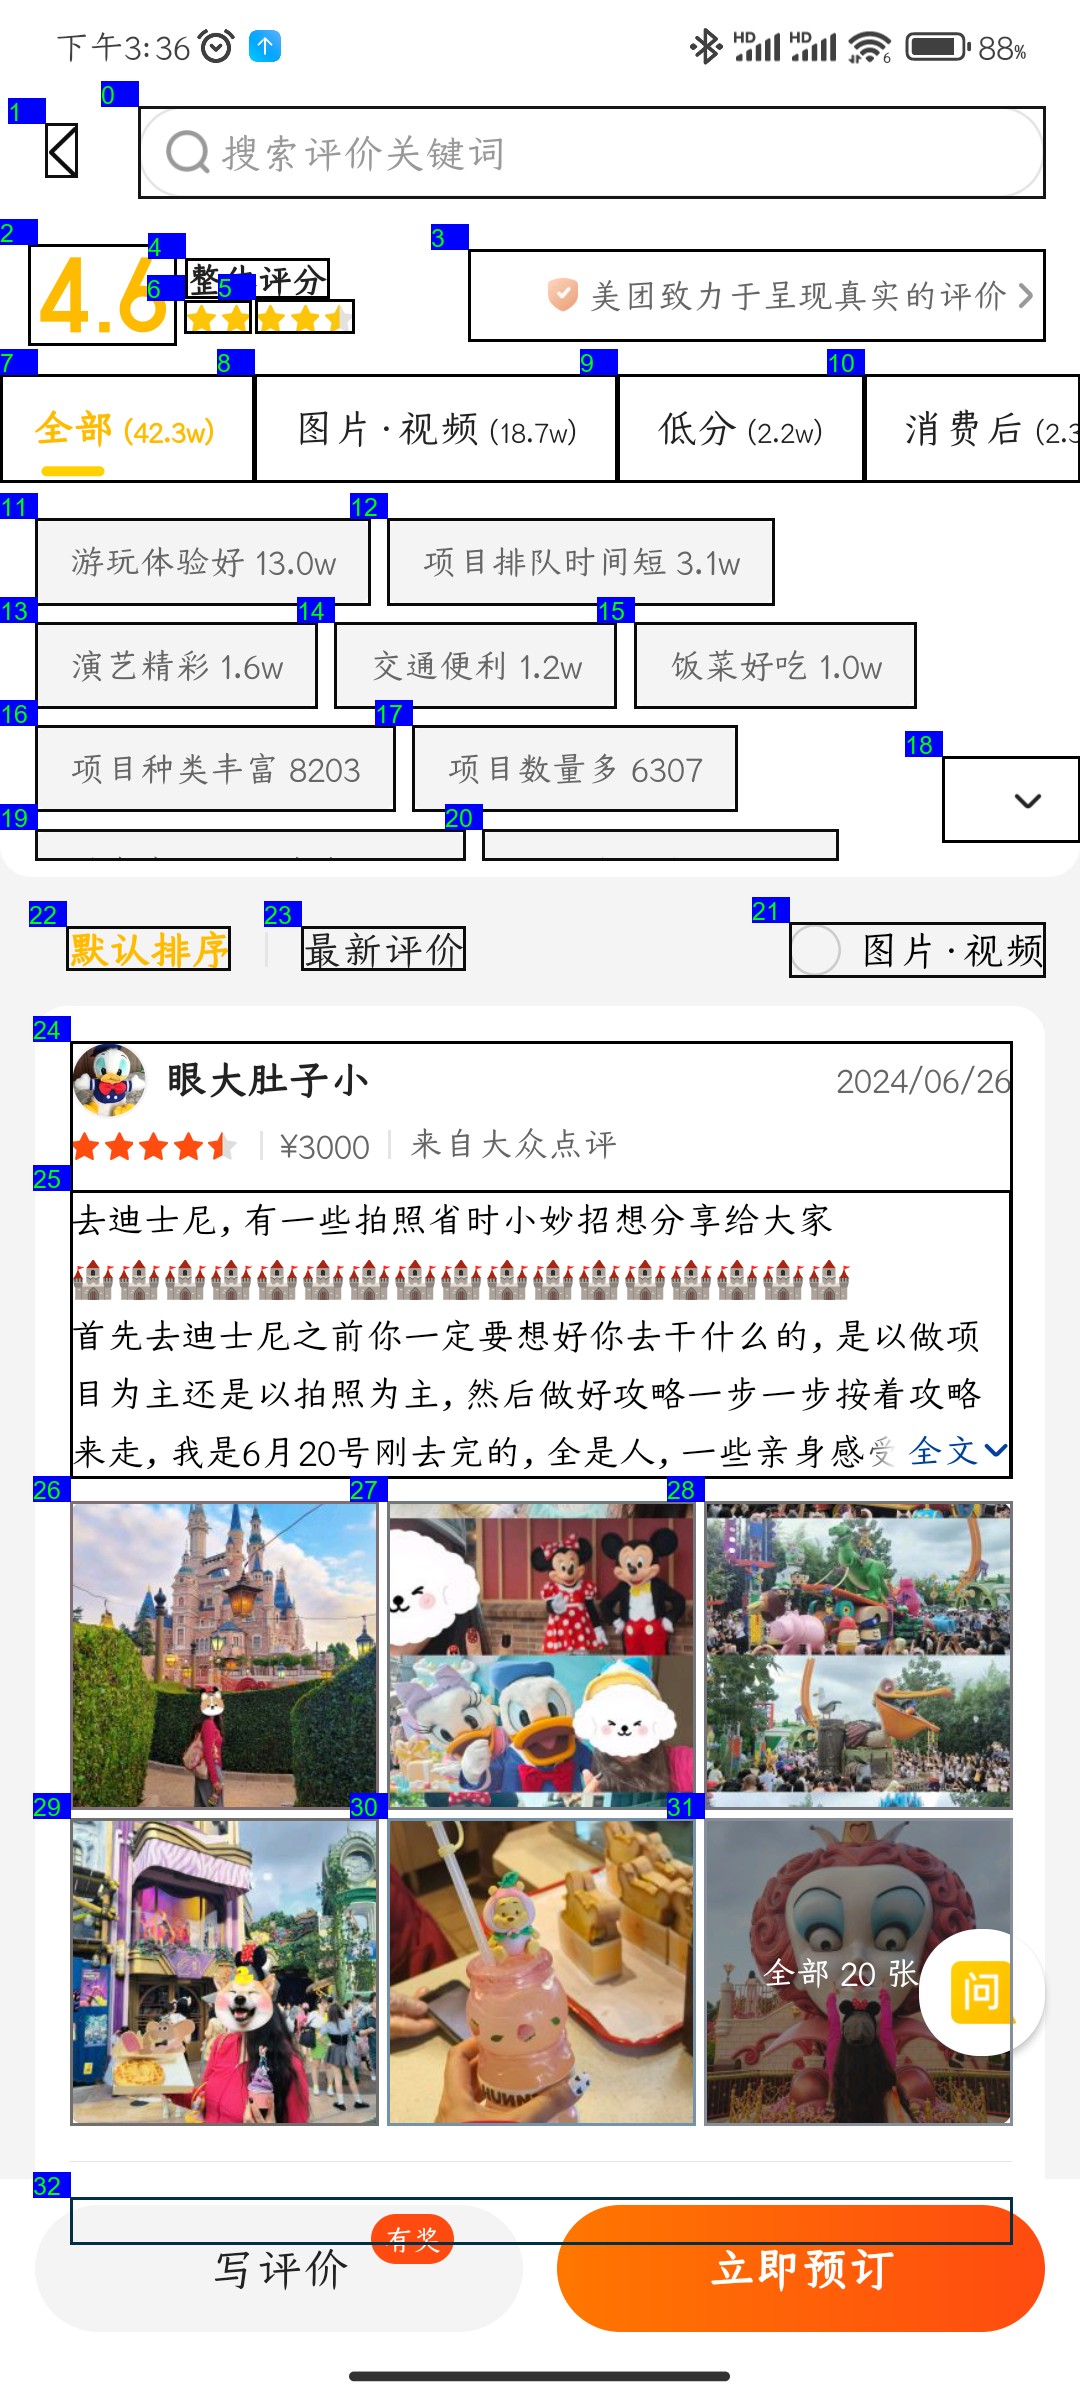 下午3:36 HD HD 6 88%
0
1
搜索评价关键词
2
4.6
4
整 评分
6 5
3
美团致力于呈现真实的评价
7 8 9 10
全部 (42.3w) 图片·视频 (18.7w) 低分 (2.2w) 消费后 (2.3
11 12
游玩体验好 13.0w 项目排队时间短 3.1w
13 14 15
演艺精彩 1.6w 交通便利 1.2w 饭菜好吃 1.0w
16 17
项目种类丰富 8203 项目数量多 6307
18
19 20
22 23 21
默认排序 最新评价 图片·视频
24
眼大肚子小 2024/06/26
¥3000 来自大众点评
25
去迪士尼,有一些拍照省时小妙招想分享给大家
🏰🏰🏰🏰🏰🏰🏰🏰🏰🏰🏰🏰🏰🏰🏰🏰🏰
首先去迪士尼之前你一定要想好你去干什么的,是以做项
目为主还是以拍照为主,然后做好攻略一步一步按着攻略
来走,我是6月20号刚去完的,全是人,一些亲身感受 全文
26 27 28
29 30 31
全部 20 张
问
32
有奖
写评价 立即预订